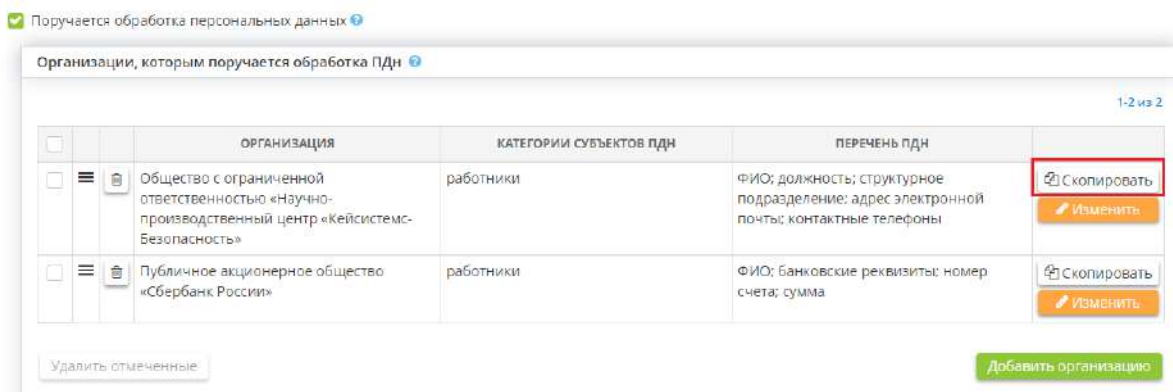 Поручается обработка персональных данных
Организации, которым поручается обработка ПДн
1-2 из 2
ОРГАНИЗАЦИЯ КАТЕГОРИИ СУБЪЕКТОВ ПДН ПЕРЕЧЕНЬ ПДН
Общество с ограниченной
ответственностью «Научно-
производственный центр «Кейсистемс-
Безопасность»
работники
ФИО; должность; структурное
подразделение; адрес электронной
почты; контактные телефоны
Скопировать
Изменить
Публичное акционерное общество
«Сбербанк России»
работники
ФИО; банковские реквизиты; номер
счета; сумма
Скопировать
Изменить
Удалить отмеченные
Добавить организацию